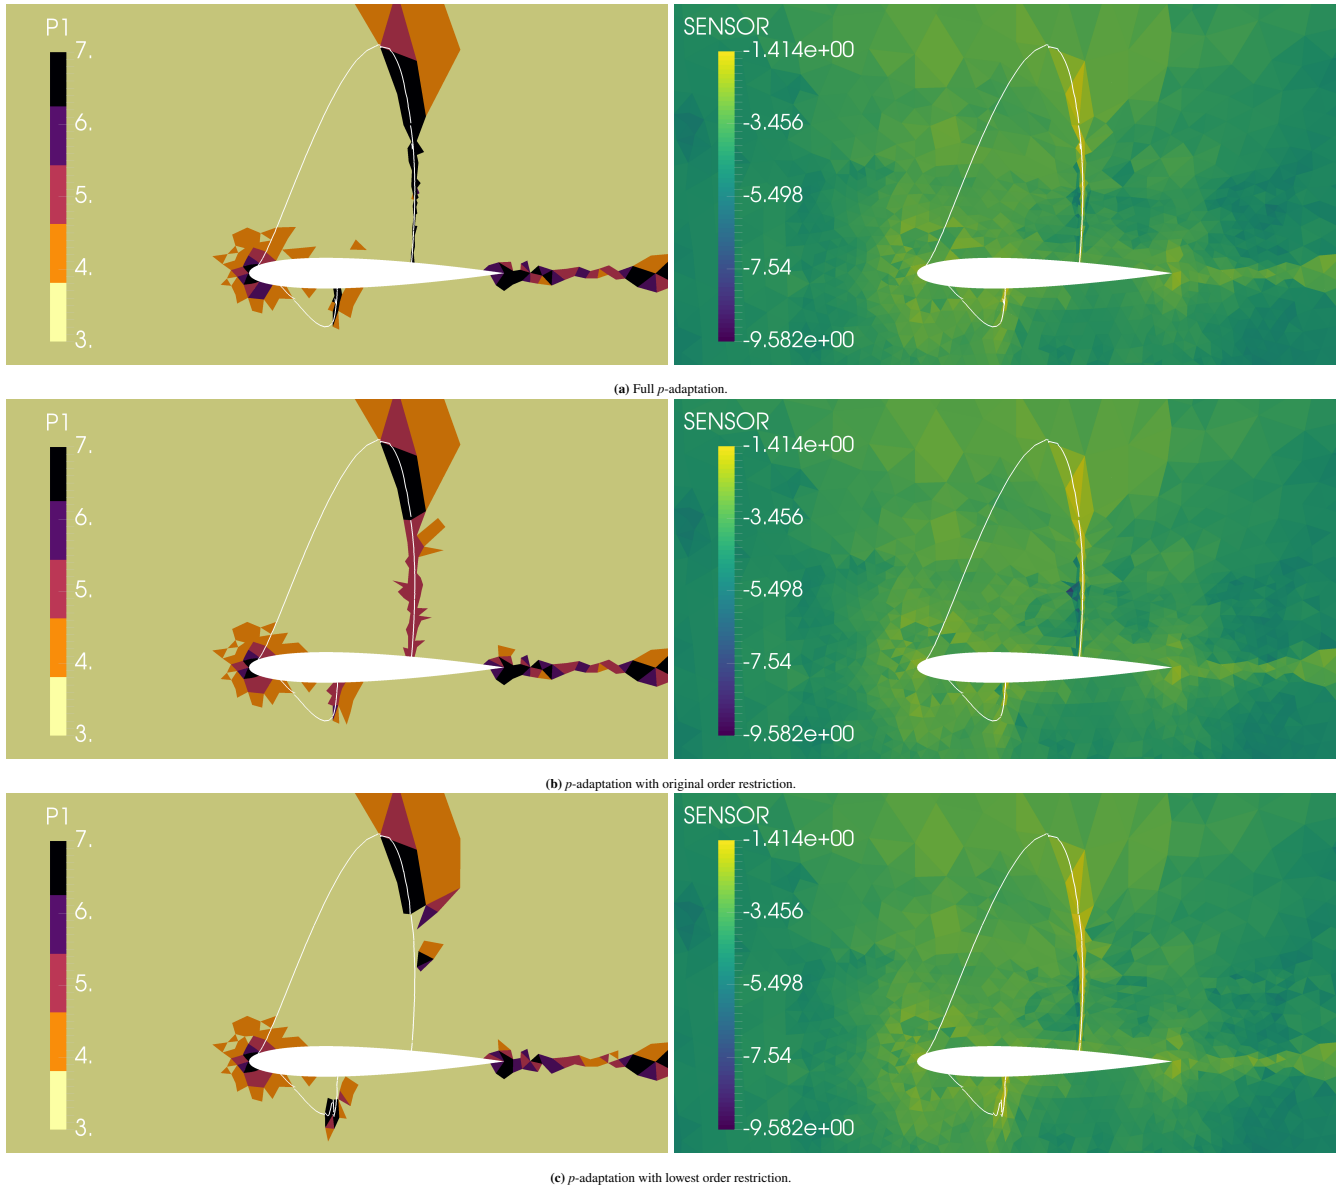 P1
7.
6.
5.
4.
3.
SENSOR
-1.414e+00
-3.456
-5.498
-7.54
-9.582e+00
(a) Full p-adaptation.
P1
7.
6.
5.
4.
3.
SENSOR
-1.414e+00
-3.456
-5.498
-7.54
-9.582e+00
(b) p-adaptation with original order restriction.
P1
7.
6.
5.
4.
3.
SENSOR
-1.414e+00
-3.456
-5.498
-7.54
-9.582e+00
(c) p-adaptation with lowest order restriction.